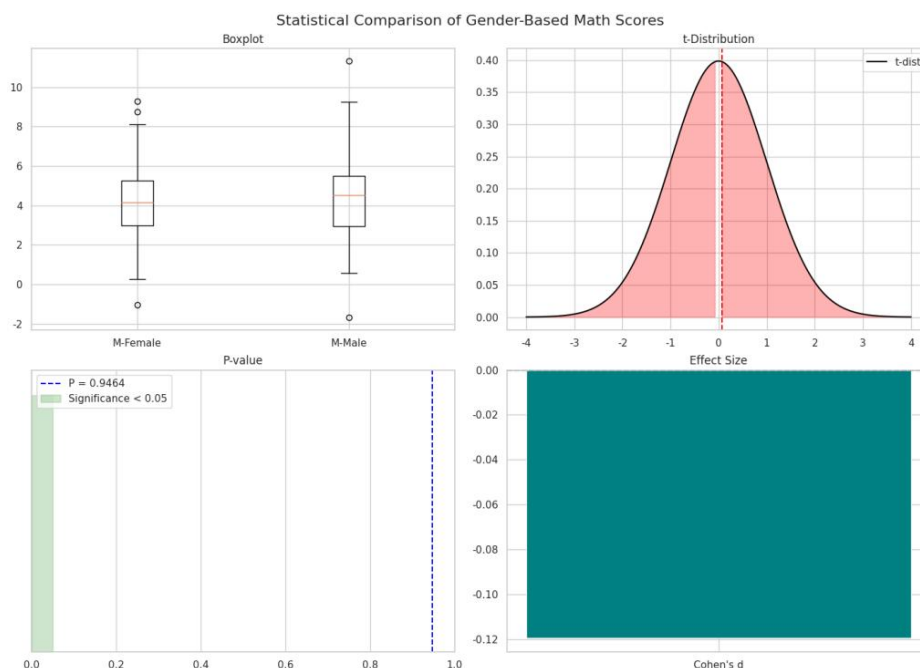 Statistical Comparison of Gender-Based Math Scores
Boxplot
10
8
6
4
2
0
-2
M-Female M-Male
t-Distribution
t-dist
0.40
0.35
0.30
0.25
0.20
0.15
0.10
0.05
0.00
-4 -3 -2 -1 0 1 2 3 4
P-value
P = 0.9464
Significance < 0.05
0.0 0.2 0.4 0.6 0.8 1.0
Effect Size
0.00
-0.02
-0.04
-0.06
-0.08
-0.10
-0.12
Cohen's d